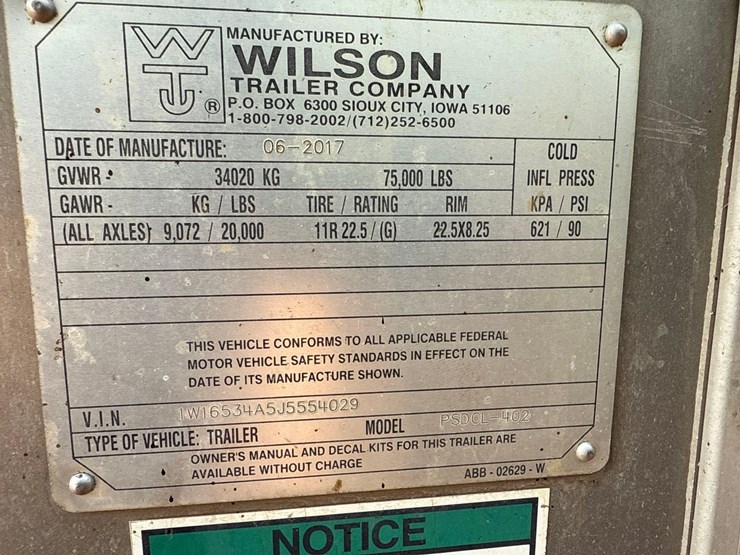 MANUFACTURED BY:
WILSON
TRAILER COMPANY
®
P.O. BOX 6300 SIOUX CITY, IOWA 51106
1-800-798-2002/(712)252-6500
DATE OF MANUFACTURE: 06-2017
COLD
GVWR - 34020 KG 75,000 LBS
INFL PRESS
GAWR - KG / LBS TIRE / RATING RIM
KPA / PSI
(ALL AXLES) 9,072 / 20,000 11R 22.5 / (G) 22.5X8.25 621 / 90
THIS VEHICLE CONFORMS TO ALL APPLICABLE FEDERAL
MOTOR VEHICLE SAFETY STANDARDS IN EFFECT ON THE
DATE OF ITS MANUFACTURE SHOWN.
V.I.N. 1W16534A5J5554029
TYPE OF VEHICLE: TRAILER MODEL PSDCL-402
OWNER'S MANUAL AND DECAL KITS FOR THIS TRAILER ARE
AVAILABLE WITHOUT CHARGE
ABB - 02629 - W
NOTICE